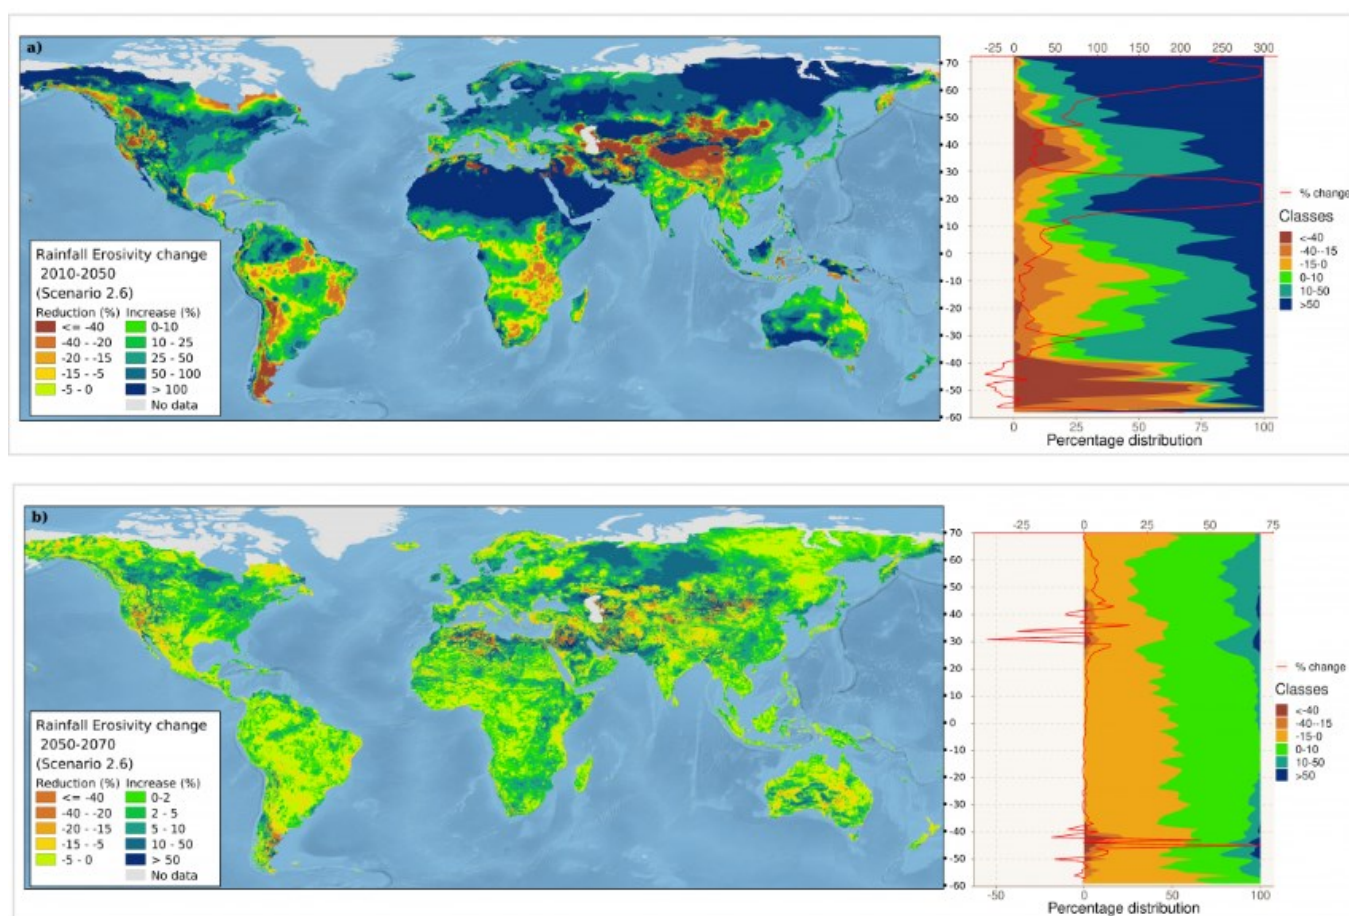 a)
Rainfall Erosivity change
2010-2050
(Scenario 2.6)
Reduction (%) Increase (%)
<= -40 0-10
-40 - -20 10 - 25
-20 - -15 25 - 50
-15 - -5 50 - 100
-5 - 0 > 100
No data
-25 0 50 100 150 200 250 300
70
60
50
40
30
20
10
0
-10
-20
-30
-40
-50
-60
0 25 50 75 100
Percentage distribution
% change
Classes
<-40
-40--15
-15-0
0-10
10-50
>50
b)
Rainfall Erosivity change
2050-2070
(Scenario 2.6)
Reduction (%) Increase (%)
<= -40 0-2
-40 - -20 2 - 5
-20 - -15 5 - 10
-15 - -5 10 - 50
-5 - 0 > 50
No data
-25 0 25 50 75
70
60
50
40
30
20
10
0
-10
-20
-30
-40
-50
-60
-50 0 50 100
Percentage distribution
% change
Classes
<-40
-40--15
-15-0
0-10
10-50
>50